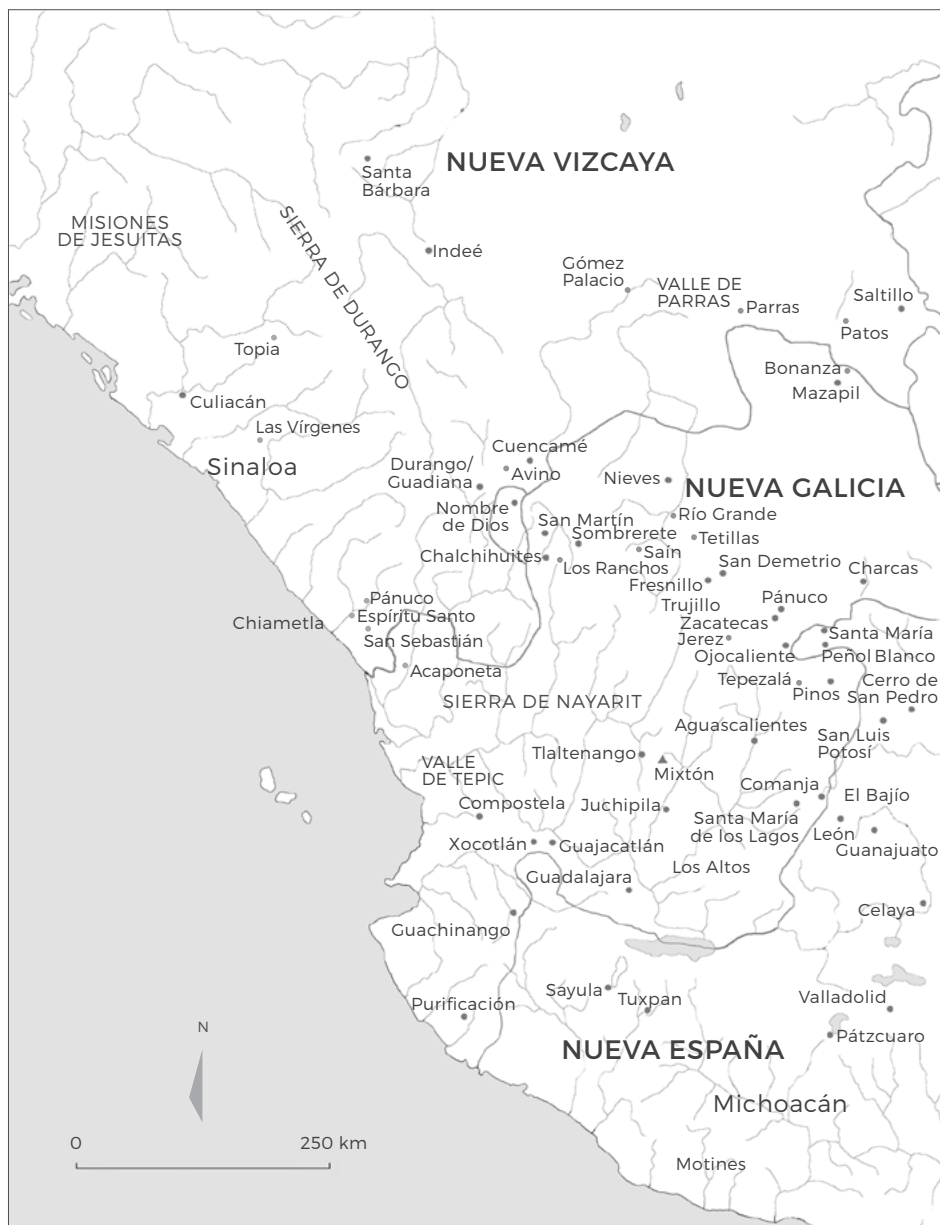 NUEVA VIZCAYA
Santa
Bárbara
MISIONES
DE JESUITAS
SIERRA DE DURANGO
Indeé
Gómez
Palacio
VALLE DE
PARRAS
Parras
Saltillo
Patos
Topia
Bonanza
Mazapil
Culiacán
Las Vírgenes
Sinaloa
Cuencamé
Avino
Durango/
Guadiana
Nieves
NUEVA GALICIA
Nombre
de Dios
Río Grande
San Martín
Sombrerete
Tetillas
Chalchihuites
Los Ranchos
Saín
San Demetrio
Fresnillo
Charcas
Trujillo
Pánuco
Zacatecas
Jerez
Santa María
Ojocaliente
Peñol Blanco
Pánuco
Espíritu Santo
Chiametla
San Sebastián
Acaponeta
Tepezalá
Pinos
Cerro de
San Pedro
SIERRA DE NAYARIT
Aguascalientes
San Luis
Potosí
Tlaltenango
Mixtón
VALLE
DE TEPIC
Comanja
Compostela
Juchipila
Santa María
de los Lagos
El Bajío
León
Guanajuato
Xocotlán
Guajacatlán
Los Altos
Guadalajara
Celaya
Guachinango
Sayula
Tuxpan
Valladolid
Purificación
Pátzcuaro
NUEVA ESPAÑA
Michoacán
Motines
N
0
250 km